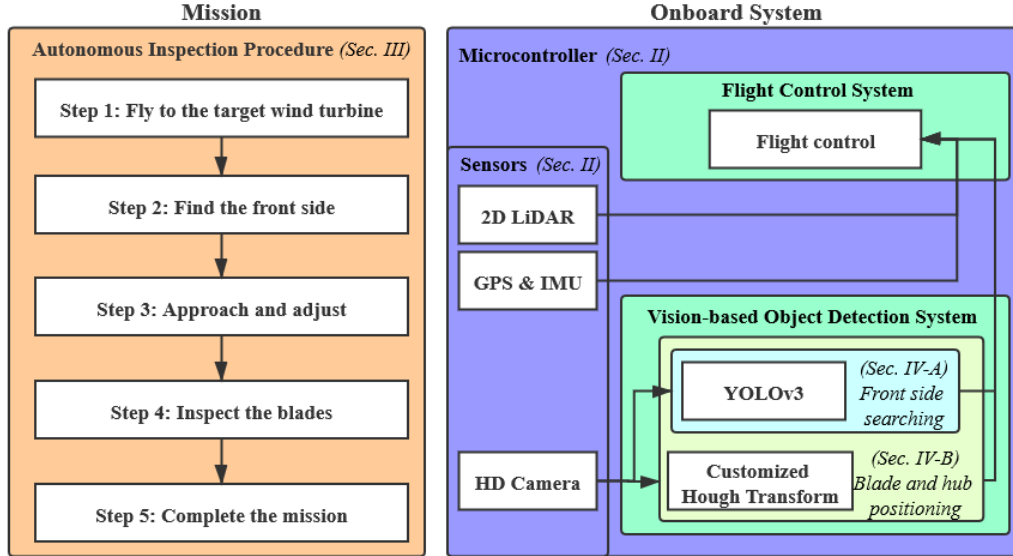 Mission
Autonomous Inspection Procedure (Sec. III)
Step 1: Fly to the target wind turbine
Step 2: Find the front side
Step 3: Approach and adjust
Step 4: Inspect the blades
Step 5: Complete the mission
Onboard System
Microcontroller (Sec. II)
Flight Control System
Flight control
Sensors (Sec. II)
2D LiDAR
GPS & IMU
HD Camera
Vision-based Object Detection System
YOLOv3
(Sec. IV-A)
Front side
searching
Customized
Hough Transform
(Sec. IV-B)
Blade and hub
positioning